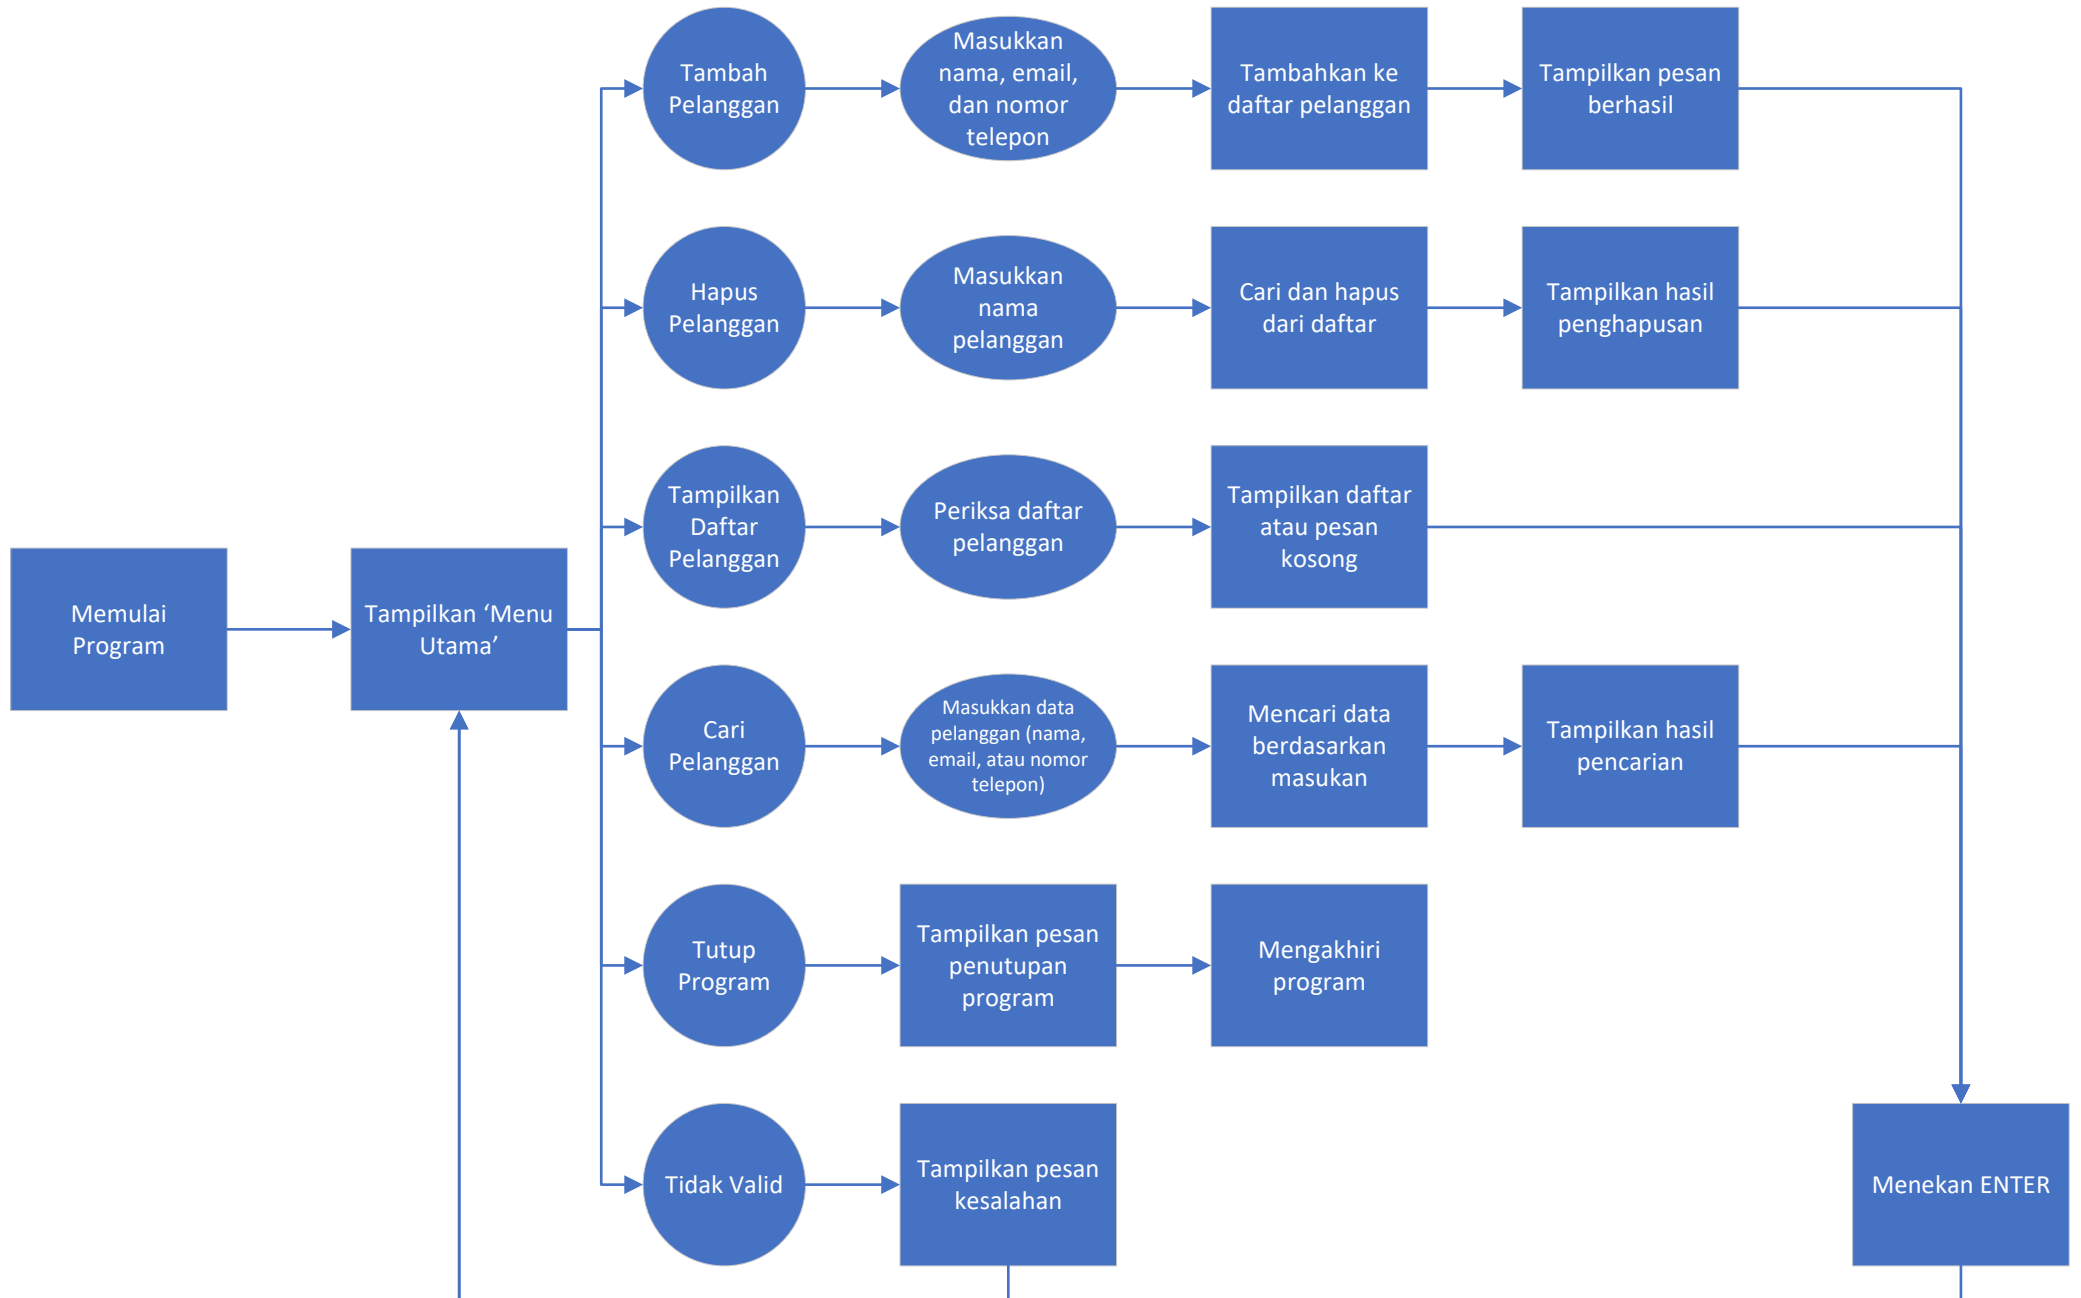 Tambah
Pelanggan
Masukkan
nama, email,
dan nomor
telepon
Tambahkan ke
daftar pelanggan
Tampilkan pesan
berhasil
Hapus
Pelanggan
Masukkan
nama
pelanggan
Cari dan hapus
dari daftar
Tampilkan hasil
penghapusan
Tampilkan
Daftar
Pelanggan
Periksa daftar
pelanggan
Tampilkan daftar
atau pesan
kosong
Memulai
Program
Tampilkan ‘Menu
Utama’
Cari
Pelanggan
Masukkan data
pelanggan (nama,
email, atau nomor
telepon)
Mencari data
berdasarkan
masukan
Tampilkan hasil
pencarian
Tutup
Program
Tampilkan pesan
penutupan
program
Mengakhiri
program
Tidak Valid
Tampilkan pesan
kesalahan
Menekan ENTER